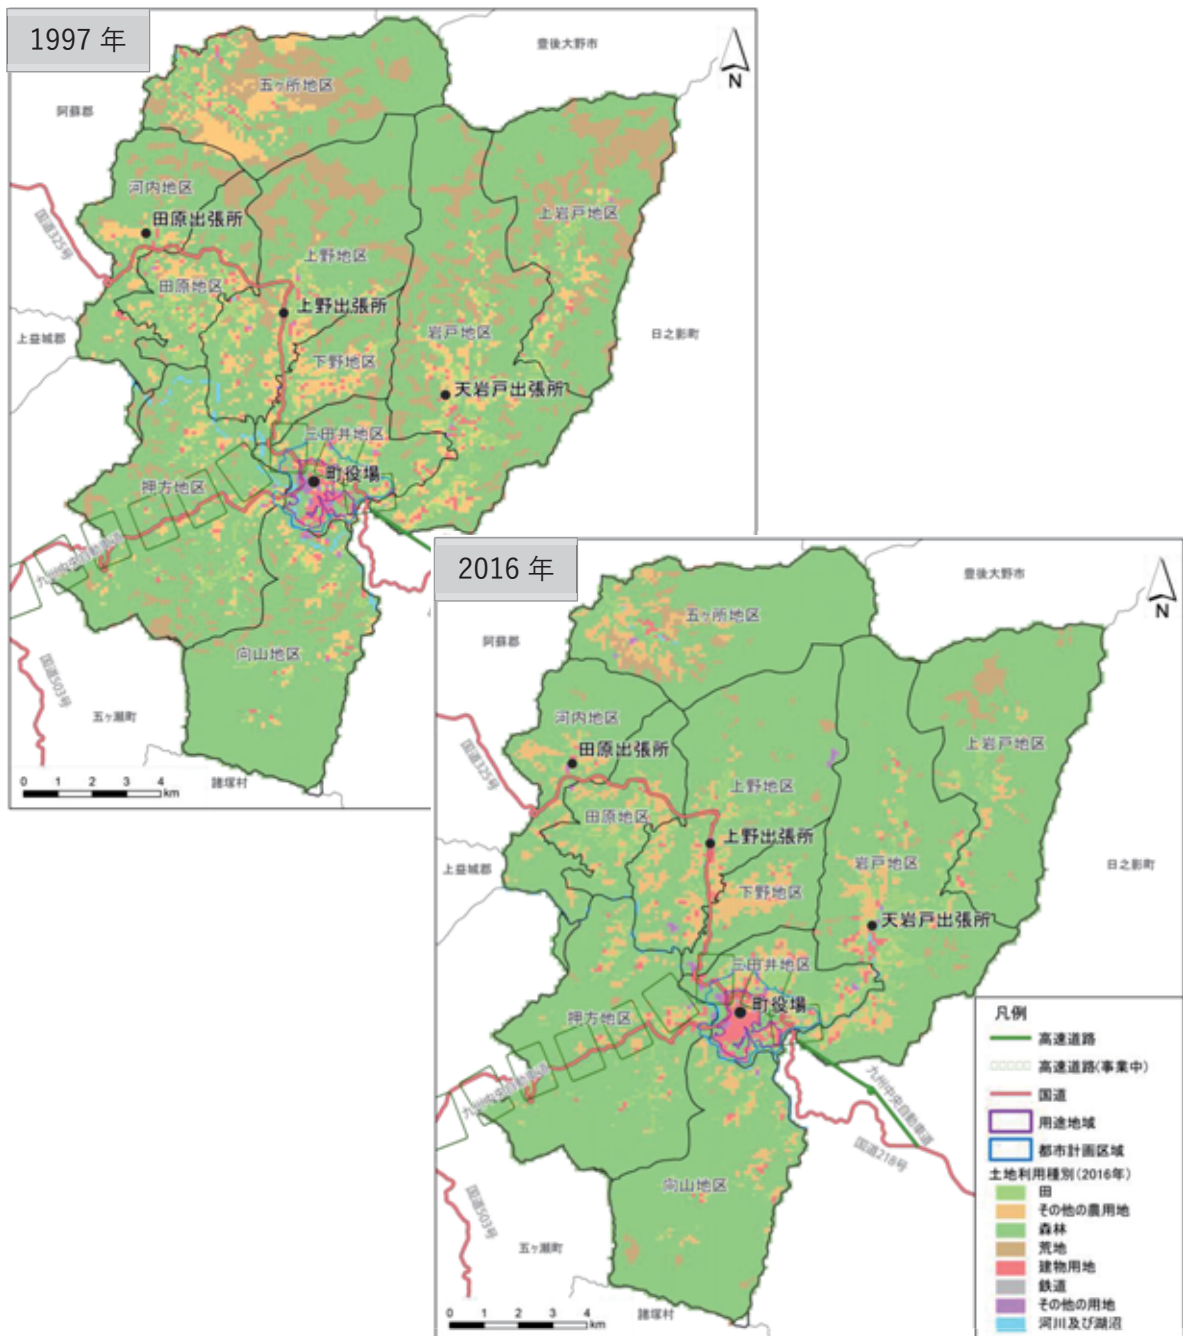 1997 年
豊後大野市
N
五ヶ所地区
阿蘇郡
河内地区
田原出張所
上岩戸地区
国道325号
上野地区
田原地区
上野出張所
上益城郡
岩戸地区
日之影町
下野地区
天岩戸出張所
三田井地区
町役場
押方地区
九州中央自動車道
向山地区
国道503号
五ヶ瀬町
諸塚村
0 1 2 3 4
km
2016 年
豊後大野市
N
五ヶ所地区
阿蘇郡
河内地区
田原出張所
上岩戸地区
国道325号
上野地区
田原地区
上野出張所
上益城郡
岩戸地区
日之影町
下野地区
天岩戸出張所
三田井地区
町役場
押方地区
九州中央自動車道
九州中央自動車道
国道218号
向山地区
国道503号
五ヶ瀬町
諸塚村
0 1 2 3 4
km
凡例
高速道路
高速道路(事業中)
国道
用途地域
都市計画区域
土地利用種別(2016年)
田
その他の農用地
森林
荒地
建物用地
鉄道
その他の用地
河川及び湖沼